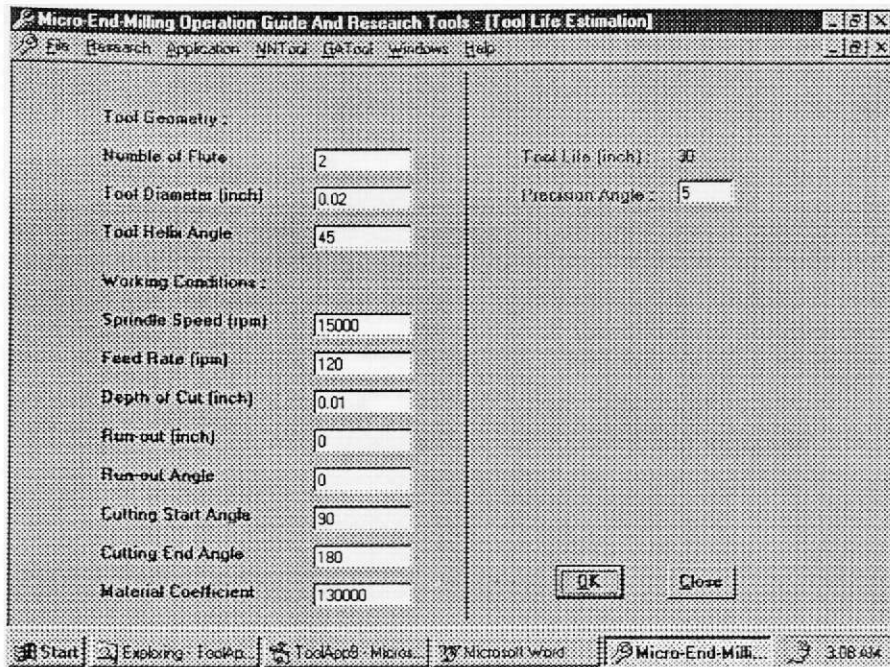 Micro-End-Milling Operation Guide And Research Tools - [Tool Life Estimation]
File Research Application NNTool GATool Windows Help
Tool Geometry :
Numble of Flute 2
Tool Diameter (inch) 0.02
Tool Helix Angle 45
Working Conditions :
Sprindle Speed (rpm) 15000
Feed Rate (ipm) 120
Depth of Cut (inch) 0.01
Run-out (inch) 0
Run-out Angle 0
Cutting Start Angle 90
Cutting End Angle 180
Material Coefficient 130000
Tool Life (inch) : 30
Precision Angle : 5
OK Close
Start Exploring - ToolAp... ToolApp9 - Micros... Microsoft Word Micro-End-Milli... 3:08 AM